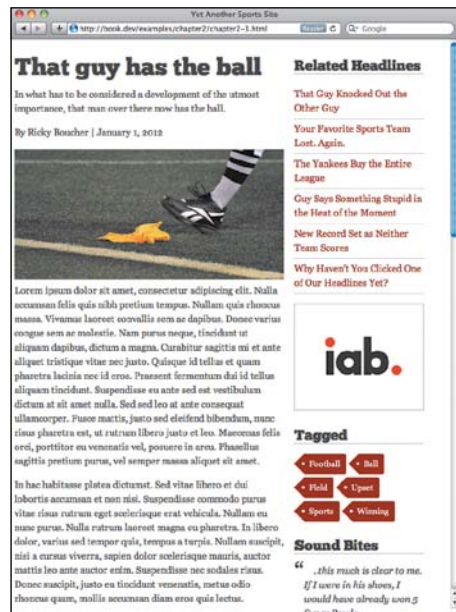 Yet Another Sports Site
http://book.dev/examples/chapter2/chapter2-3.html
Reader
Google
That guy has the ball
In what has to be considered a development of the utmost
importance, that man over there now has the ball.
By Ricky Boucher | January 1, 2012
Lorem ipsum dolor sit amet, consectetur adipiscing elit. Nulla
accumsan felis quis nibh pretium tempus. Nullam quis rhoncus
massa. Vivamus laoreet convallis sem ac dapibus. Donec varius
congue sem ac molestie. Nam purus neque, tincidunt ut
aliquam dapibus, dictum a magna. Curabitur sagittis mi et ante
aliquet tristique vitae nec justo. Quisque id tellus et quam
pharetra lacinia nec id eros. Praesent fermentum dui id tellus
aliquam tincidunt. Suspendisse eu ante sed est vestibulum
dictum at sit amet nulla. Sed sed leo at ante consequat
ullamcorper. Fusce mattis, justo sed eleifend bibendum, nunc
risus pharetra est, ut rutrum libero justo et leo. Maecenas felis
orci, porttitor eu venenatis vel, posuere in arcu. Phasellus
sagittis pretium purus, vel semper massa aliquet sit amet.
In hac habitasse platea dictumst. Sed vitae libero et dui
lobortis accumsan et non nisi. Suspendisse commodo purus
vitae risus rutrum eget scelerisque erat vehicula. Nullam eu
nunc purus. Nulla rutrum laoreet magna eu pharetra. In libero
dolor, varius sed tempor quis, tempus a turpis. Nullam suscipit,
nisi a cursus viverra, sapien dolor scelerisque mauris, auctor
mattis leo ante auctor enim. Suspendisse nec sodales risus.
Donec suscipit, justo eu tincidunt venenatis, metus odio
rhoncus quam, mollis accumsan diam eros quis lectus.
Related Headlines
That Guy Knocked Out the
Other Guy
Your Favorite Sports Team
Lost. Again.
The Yankees Buy the Entire
League
Guy Says Something Stupid in
the Heat of the Moment
New Record Set as Neither
Team Scores
Why Haven't You Clicked One
of Our Headlines Yet?
iab.
Tagged
Football
Ball
Field
Upset
Sports
Winning
Sound Bites
“ ...this much is clear to me.
If I were in his shoes, I
would have already won 5